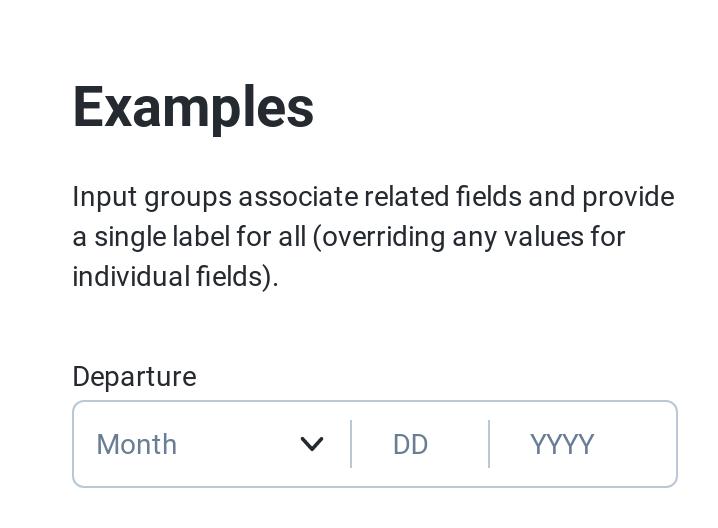 Examples
Input groups associate related fields and provide
a single label for all (overriding any values for
individual fields).
Departure
Month DD YYYY